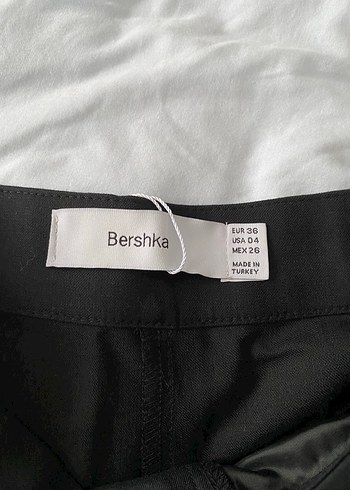 Bershka
EUR 36
USA 04
MEX 26
MADE IN
TURKEY